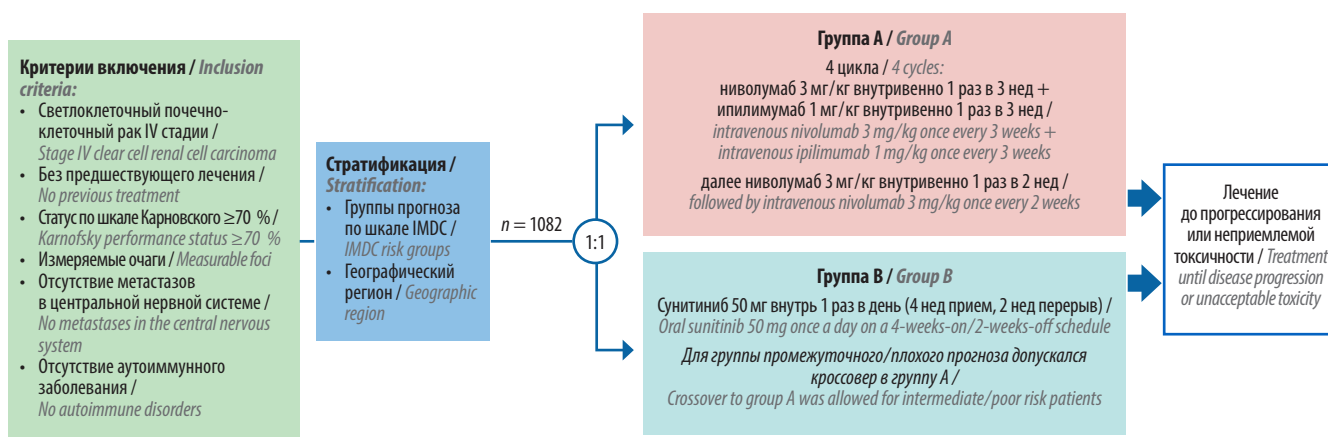 Критерии включения / Inclusion
criteria:
• Светлоклеточный почечно-
клеточный рак IV стадии /
Stage IV clear cell renal cell carcinoma
• Без предшествующего лечения /
No previous treatment
• Статус по шкале Карновского ≥70 % /
Karnofsky performance status ≥70 %
• Измеряемые очаги / Measurable foci
• Отсутствие метастазов
в центральной нервной системе /
No metastases in the central nervous
system
• Отсутствие аутоиммунного
заболевания /
No autoimmune disorders
Стратификация /
Stratification:
• Группы прогноза
по шкале IMDC /
IMDC risk groups
• Географический
регион / Geographic
region
n = 1082
1:1
Группа А / Group A
4 цикла / 4 cycles:
ниволумаб 3 мг/кг внутривенно 1 раз в 3 нед +
ипилимумаб 1 мг/кг внутривенно 1 раз в 3 нед /
intravenous nivolumab 3 mg/kg once every 3 weeks +
intravenous ipilimumab 1 mg/kg once every 3 weeks
далее ниволумаб 3 мг/кг внутривенно 1 раз в 2 нед /
followed by intravenous nivolumab 3 mg/kg once every 2 weeks
Группа В / Group B
Сунитиниб 50 мг внутрь 1 раз в день (4 нед прием, 2 нед перерыв) /
Oral sunitinib 50 mg once a day on a 4-weeks-on/2-weeks-off schedule
Для группы промежуточного/плохого прогноза допускался
кроссовер в группу А /
Crossover to group A was allowed for intermediate/poor risk patients
Лечение
до прогрессирования
или неприемлемой
токсичности / Treatment
until disease progression
or unacceptable toxicity